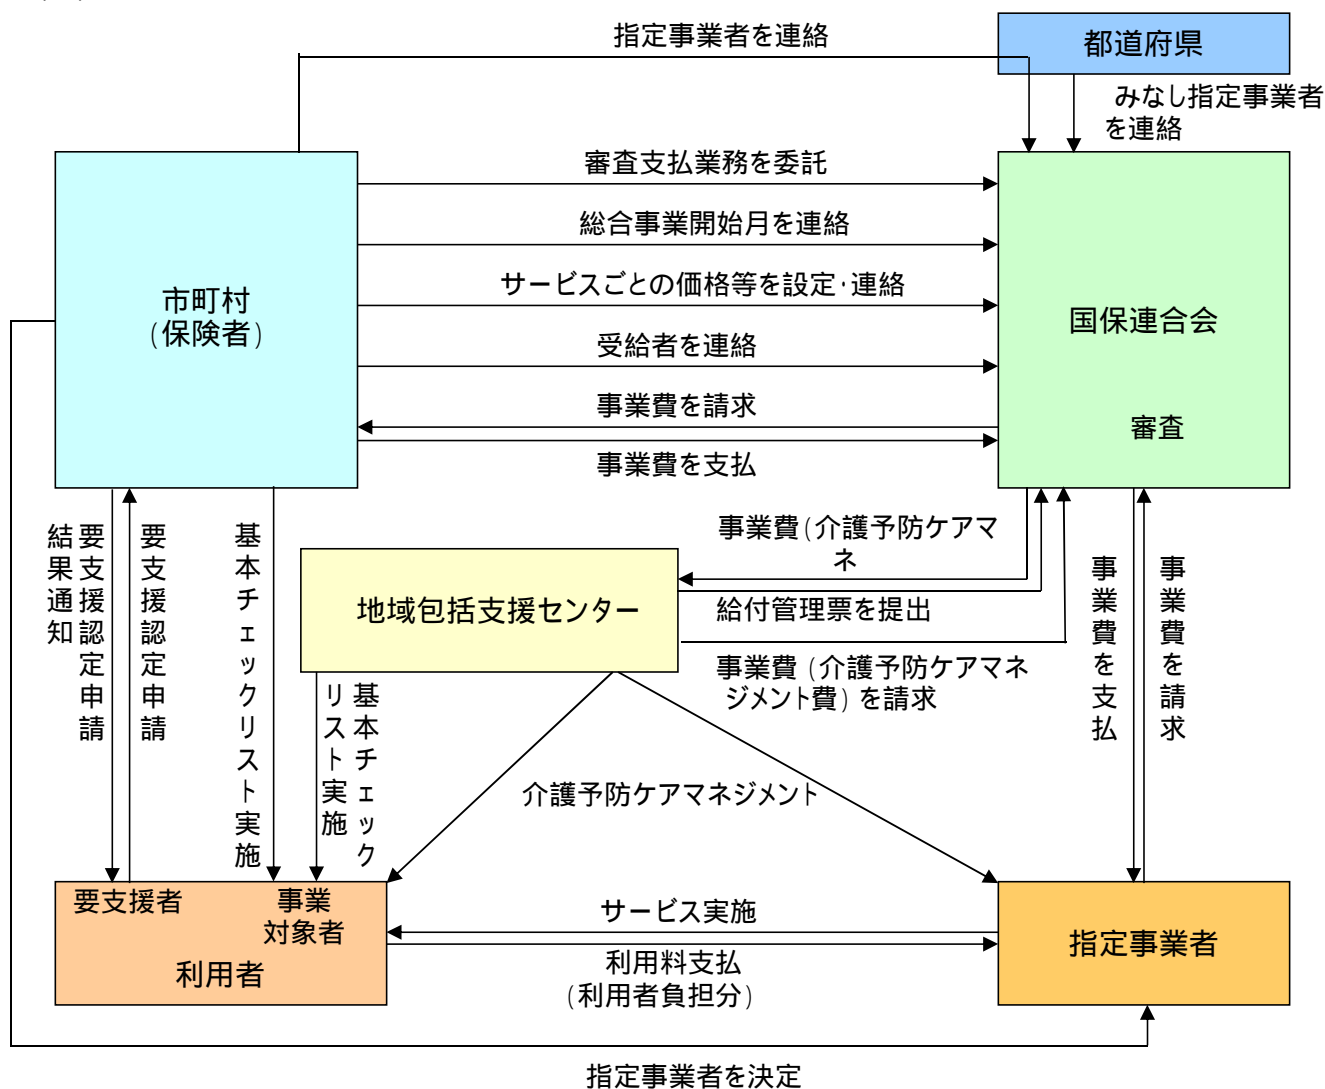 指定事業者を連絡
都道府県
みなし指定事業者
を連絡
審査支払業務を委託
総合事業開始月を連絡
サービスごとの価格等を設定・連絡
受給者を連絡
事業費を請求
事業費を支払
市町村
(保険者)
国保連合会
審査
要支援認定申請
結果通知
要支援認定申請
基本チェックリスト実施
事業費(介護予防ケアマ
ネ
地域包括支援センター
給付管理票を提出
事業費(介護予防ケアマネ
ジメント費)を請求
事業費を支払
事業費を請求
基本チェック
リスト実施
介護予防ケアマネジメント
要支援者
事業
対象者
利用者
サービス実施
利用料支払
(利用者負担分)
指定事業者
指定事業者を決定